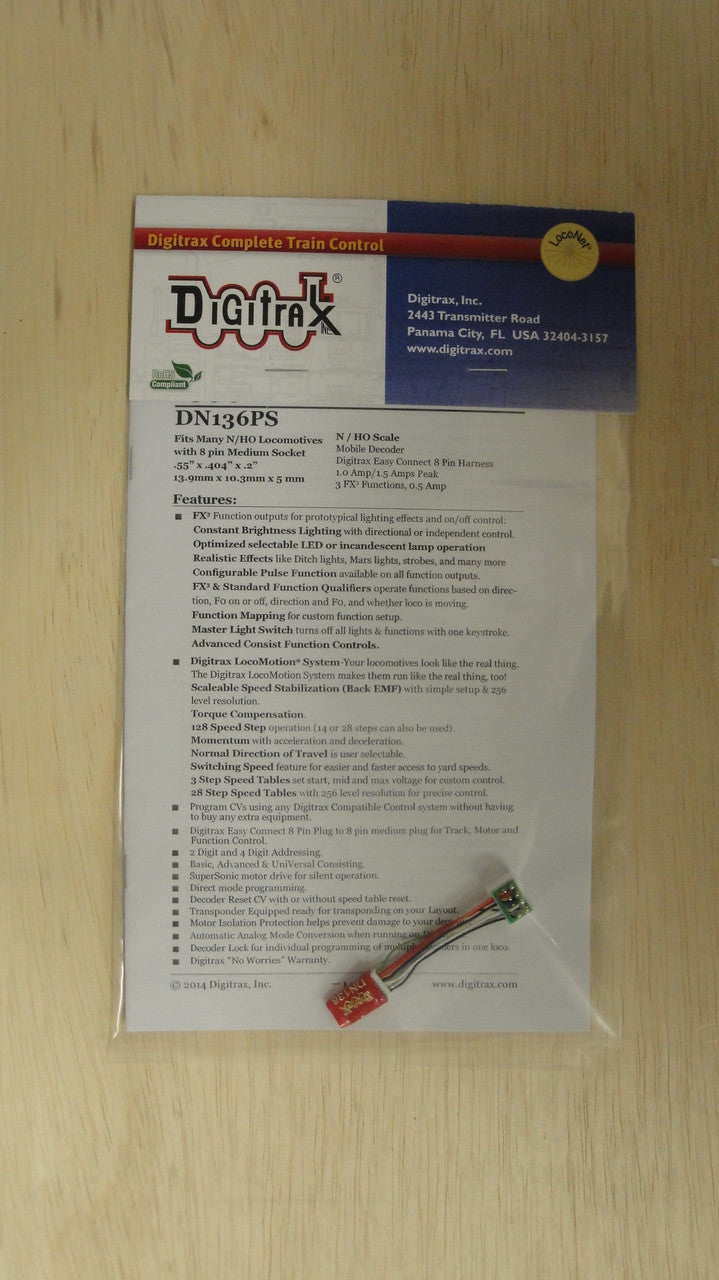 Digitrax Complete Train Control
LocoNet®
DIGITRAX ®
INC.
Digitrax, Inc.
2443 Transmitter Road
Panama City, FL USA 32404-3157
www.digitrax.com
RoHS
Compliant
DN136PS
Fits Many N/HO Locomotives
with 8 pin Medium Socket
.55” x .404” x .2”
13.9mm x 10.3mm x 5 mm
N / HO Scale
Mobile Decoder
Digitrax Easy Connect 8 Pin Harness
1.0 Amp/1.5 Amps Peak
3 FX³ Functions, 0.5 Amp
Features:
FX³ Function outputs for prototypical lighting effects and on/off control:
Constant Brightness Lighting with directional or independent control.
Optimized selectable LED or incandescent lamp operation
Realistic Effects like Ditch lights, Mars lights, strobes, and many more
Configurable Pulse Function available on all function outputs.
FX³ & Standard Function Qualifiers operate functions based on direc-
tion, F0 on or off, direction and F0, and whether loco is moving.
Function Mapping for custom function setup.
Master Light Switch turns off all lights & functions with one keystroke.
Advanced Consist Function Controls.
Digitrax LocoMotion® System-Your locomotives look like the real thing.
The Digitrax LocoMotion System makes them run like the real thing, too!
Scaleable Speed Stabilization (Back EMF) with simple setup & 256
level resolution.
Torque Compensation.
128 Speed Step operation (14 or 28 steps can also be used).
Momentum with acceleration and deceleration.
Normal Direction of Travel is user selectable.
Switching Speed feature for easier and faster access to yard speeds.
3 Step Speed Tables set start, mid and max voltage for custom control.
28 Step Speed Tables with 256 level resolution for precise control.
Program CVs using any Digitrax Compatible Control system without having
to buy any extra equipment.
Digitrax Easy Connect 8 Pin Plug to 8 pin medium plug for Track, Motor and
Function Control.
2 Digit and 4 Digit Addressing.
Basic, Advanced & UniVersal Consisting.
SuperSonic motor drive for silent operation.
Direct mode programming.
Decoder Reset CV with or without speed table reset.
Transponder Equipped ready for transponding on your Layout.
Motor Isolation Protection helps prevent damage to your
Automatic Analog Mode Conversion when running on
Decoder Lock for individual programming of multiple in one loco.
Digitrax “No Worries” Warranty.
© 2014 Digitrax, Inc.
www.digitrax.com
Digitrax
DN136